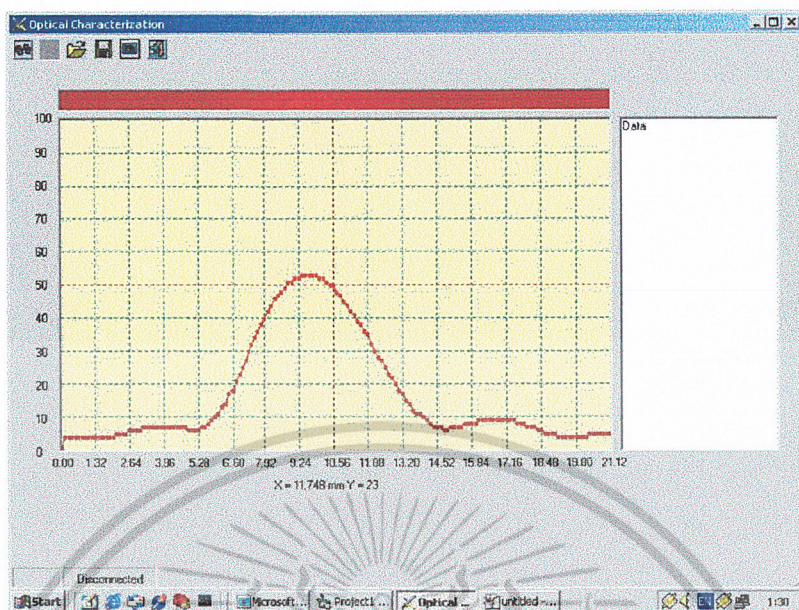 Optical Characterization
Data
100
90
80
70
60
50
40
30
20
10
0
0.00 1.32 2.64 3.96 5.28 6.60 7.92 9.24 10.56 11.88 13.20 14.52 15.84 17.16 18.48 19.80 21.12
X = 11.748 mm Y = 23
Disconnected
Start Microsoft... Project1 ... Optical ... untitled -... EN 1:30